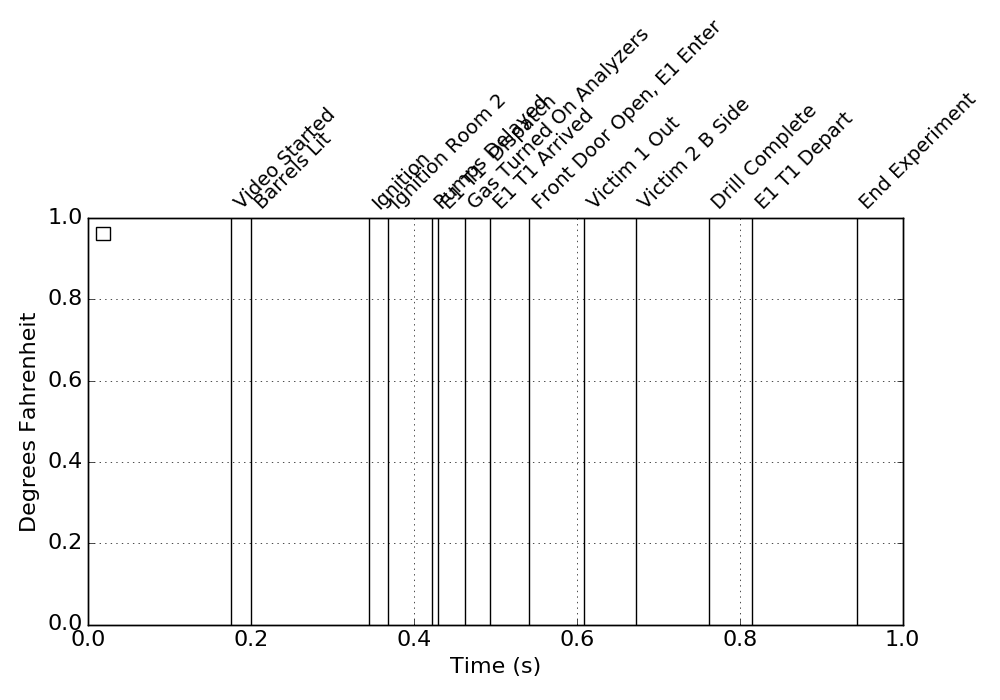 Video Started
Barrels Lit
Ignition
Ignition Room 2
Pumps Delayed
E1 T1 Dispatch
Gas Turned On Analyzers
E1 T1 Arrived
Front Door Open, E1 Enter
Victim 1 Out
Victim 2 B Side
Drill Complete
E1 T1 Depart
End Experiment
1.0
0.8
0.6
0.4
0.2
0.0
Degrees Fahrenheit
0.0 0.2 0.4 0.6 0.8 1.0
Time (s)